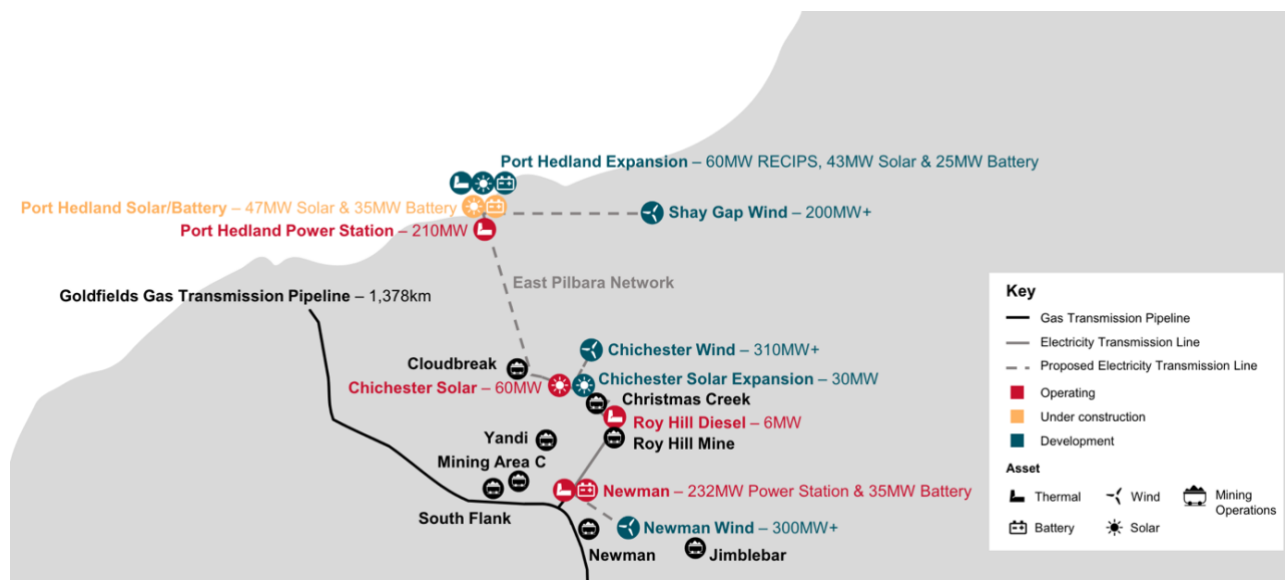 Port Hedland Expansion – 60MW RECIPS, 43MW Solar & 25MW Battery
Port Hedland Solar/Battery – 47MW Solar & 35MW Battery
Shay Gap Wind – 200MW+
Port Hedland Power Station – 210MW
East Pilbara Network
Goldfields Gas Transmission Pipeline – 1,378km
Chichester Wind – 310MW+
Cloudbreak
Chichester Solar – 60MW
Chichester Solar Expansion – 30MW
Christmas Creek
Roy Hill Diesel – 6MW
Yandi
Roy Hill Mine
Mining Area C
Newman – 232MW Power Station & 35MW Battery
South Flank
Newman Wind – 300MW+
Newman
Jimblebar
Key
Gas Transmission Pipeline
Electricity Transmission Line
Proposed Electricity Transmission Line
Operating
Under construction
Development
Asset
Thermal
Wind
Mining
Operations
Battery
Solar